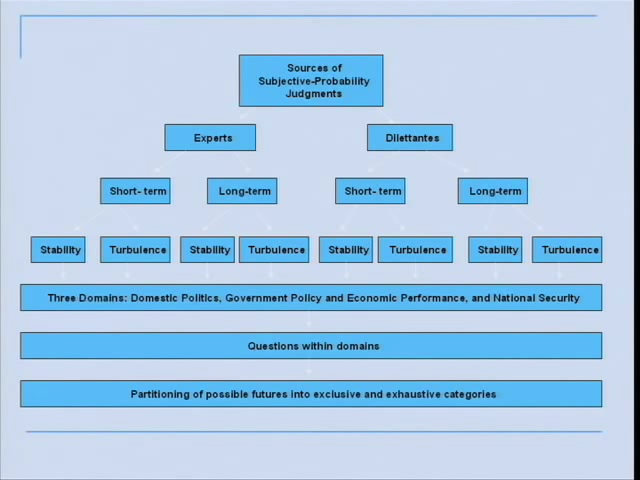 Sources of
Subjective-Probability
Judgments
Experts
Dilettantes
Short- term
Long-term
Short- term
Long-term
Stability
Turbulence
Stability
Turbulence
Stability
Turbulence
Stability
Turbulence
Three Domains: Domestic Politics, Government Policy and Economic Performance, and National Security
Questions within domains
Partitioning of possible futures into exclusive and exhaustive categories